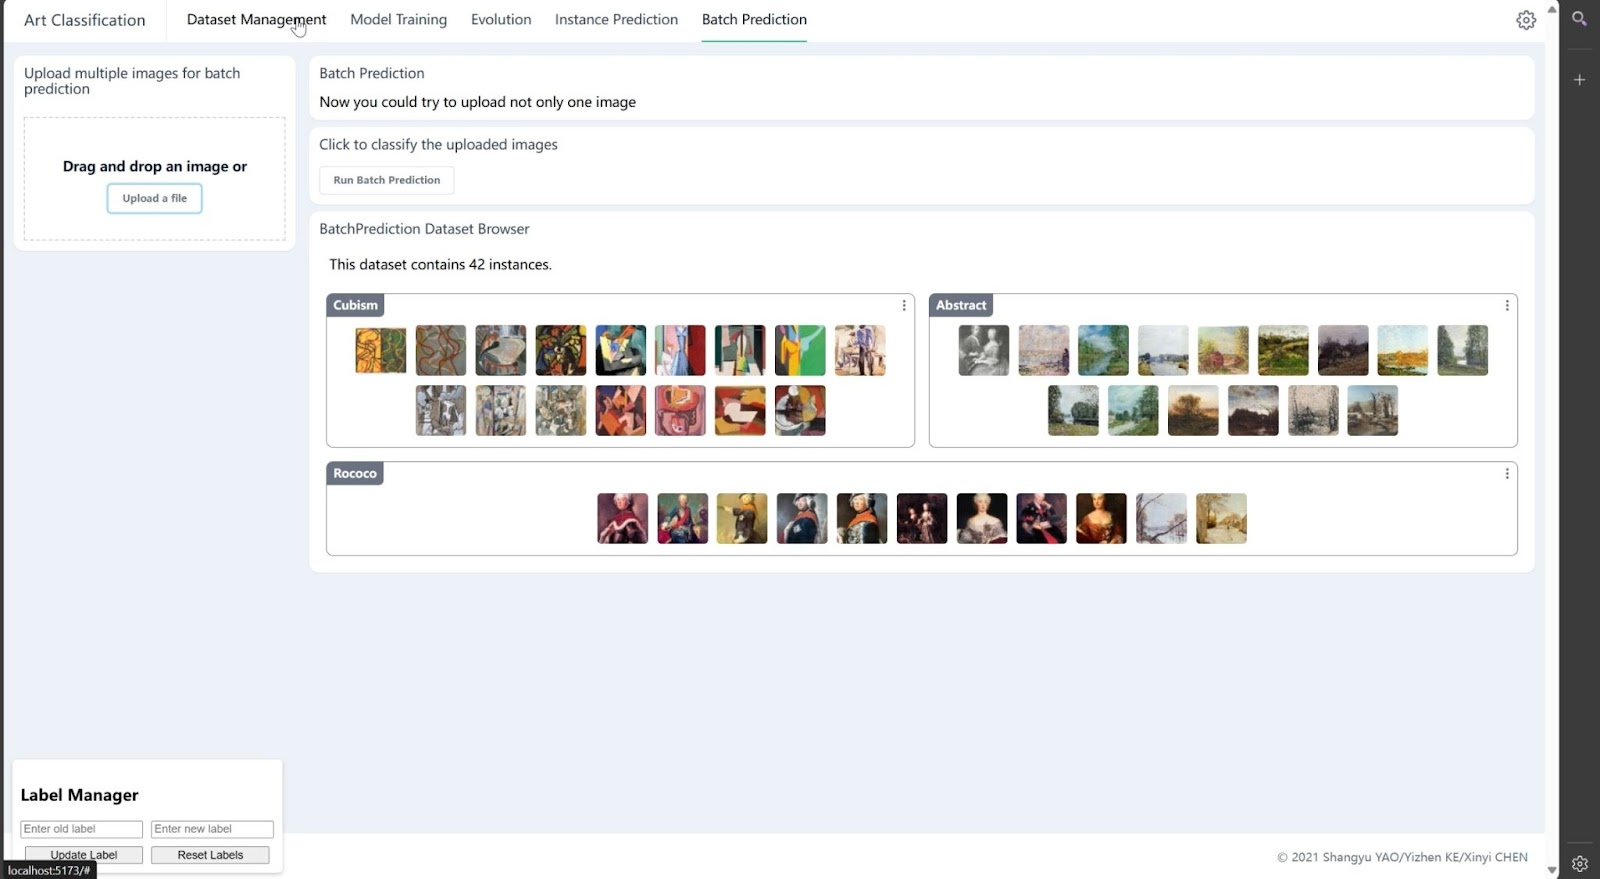 Art Classification
Dataset Management
Model Training
Evolution
Instance Prediction
Batch Prediction
Upload multiple images for batch
prediction
Drag and drop an image or
Upload a file
Batch Prediction
Now you could try to upload not only one image
Click to classify the uploaded images
Run Batch Prediction
BatchPrediction Dataset Browser
This dataset contains 42 instances.
Cubism
Abstract
Rococo
Label Manager
Enter old label
Enter new label
Update Label
Reset Labels
localhost:5173/#
© 2021 Shangyu YAO/Yizhen KE/Xinyi CHEN